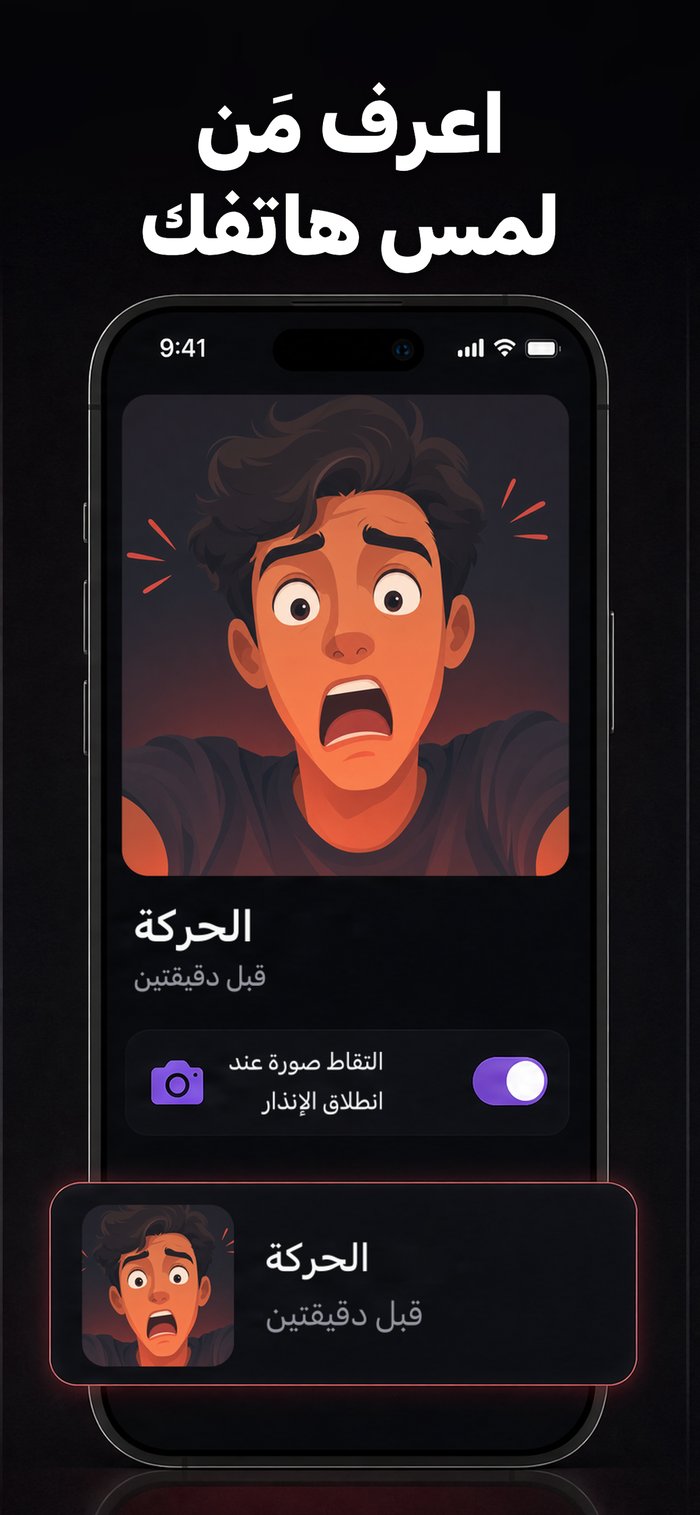 اعرف مَن
لمس هاتفك
9:41
الحركة
قبل دقيقتين
التقاط صورة عند
انطلاق الإنذار
الحركة
قبل دقيقتين